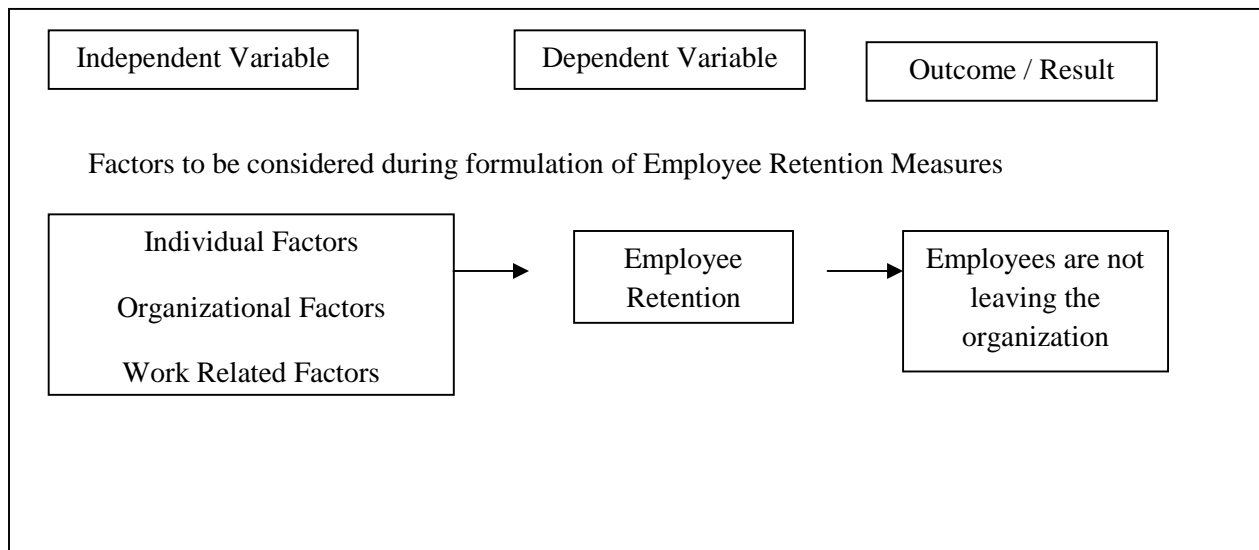 Independent Variable
Dependent Variable
Outcome / Result
Factors to be considered during formulation of Employee Retention Measures
Individual Factors
Organizational Factors
Work Related Factors
Employee
Retention
Employees are not
leaving the
organization